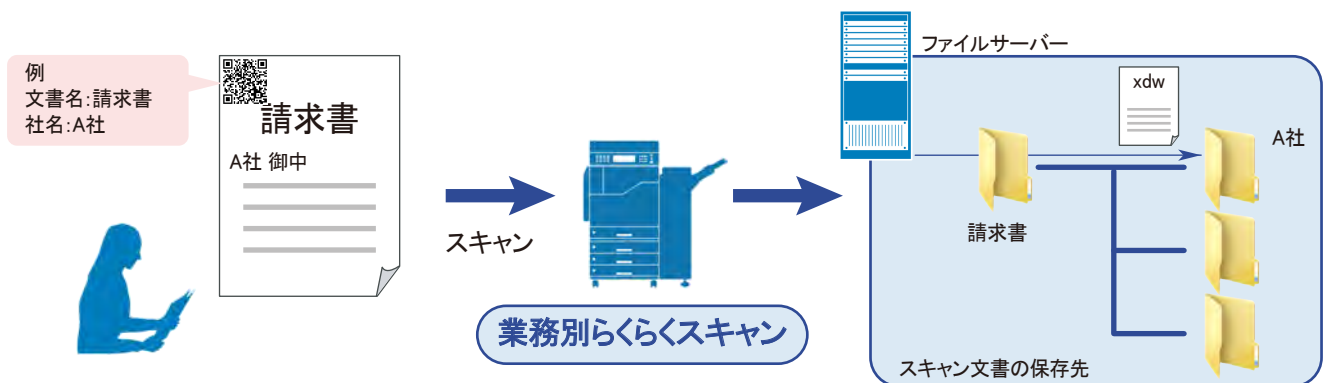 例
文書名:請求書
社名:A社
請求書
A社 御中
スキャン
業務別らくらくスキャン
ファイルサーバー
xdw
A社
請求書
スキャン文書の保存先